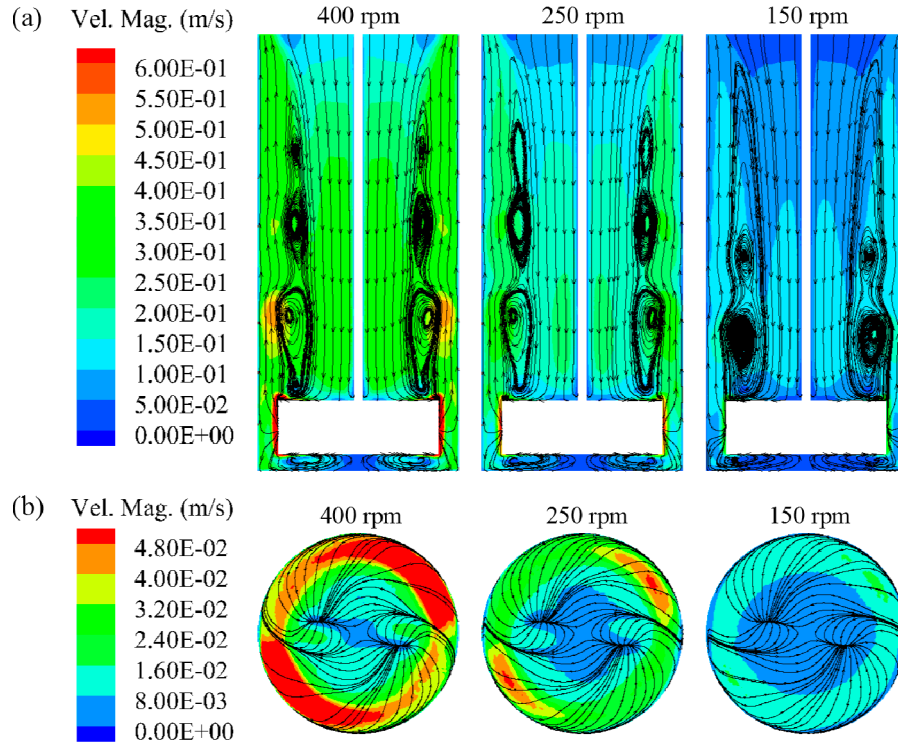 (a) Vel. Mag. (m/s) 400 rpm 250 rpm 150 rpm
6.00E-01
5.50E-01
5.00E-01
4.50E-01
4.00E-01
3.50E-01
3.00E-01
2.50E-01
2.00E-01
1.50E-01
1.00E-01
5.00E-02
0.00E+00
(b) Vel. Mag. (m/s) 400 rpm 250 rpm 150 rpm
4.80E-02
4.00E-02
3.20E-02
2.40E-02
1.60E-02
8.00E-03
0.00E+00